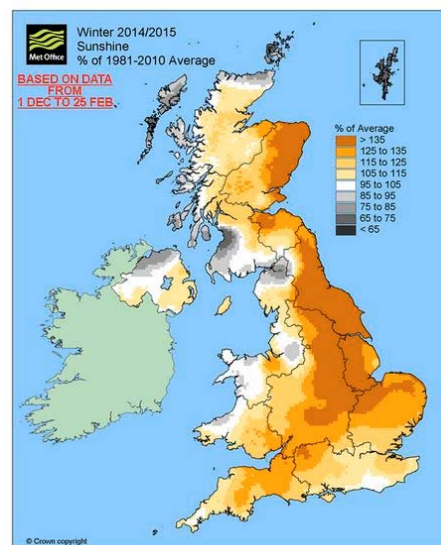 Met Office
Winter 2014/2015
Sunshine
% of 1981-2010 Average
BASED ON DATA
FROM
1 DEC TO 25 FEB
% of Average
> 135
125 to 135
115 to 125
105 to 115
95 to 105
85 to 95
75 to 85
65 to 75
< 65
© Crown copyright